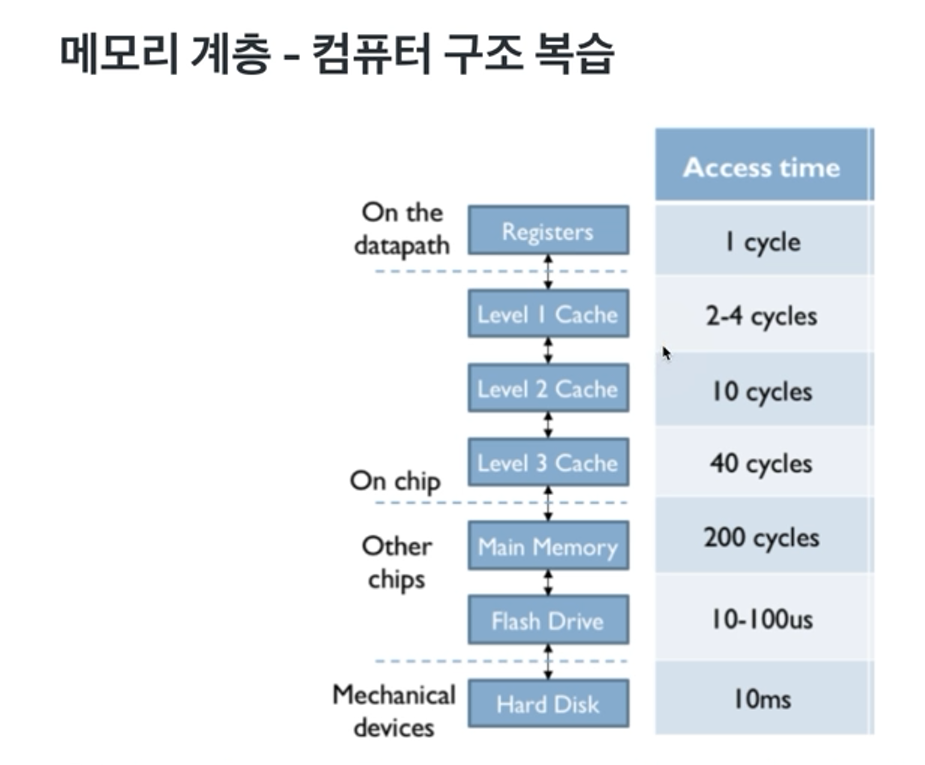 메모리 계층 - 컴퓨터 구조 복습
Access time
On the
datapath
Registers
1 cycle
Level 1 Cache
2-4 cycles
Level 2 Cache
10 cycles
On chip
Level 3 Cache
40 cycles
Other
chips
Main Memory
200 cycles
Flash Drive
10-100us
Mechanical
devices
Hard Disk
10ms